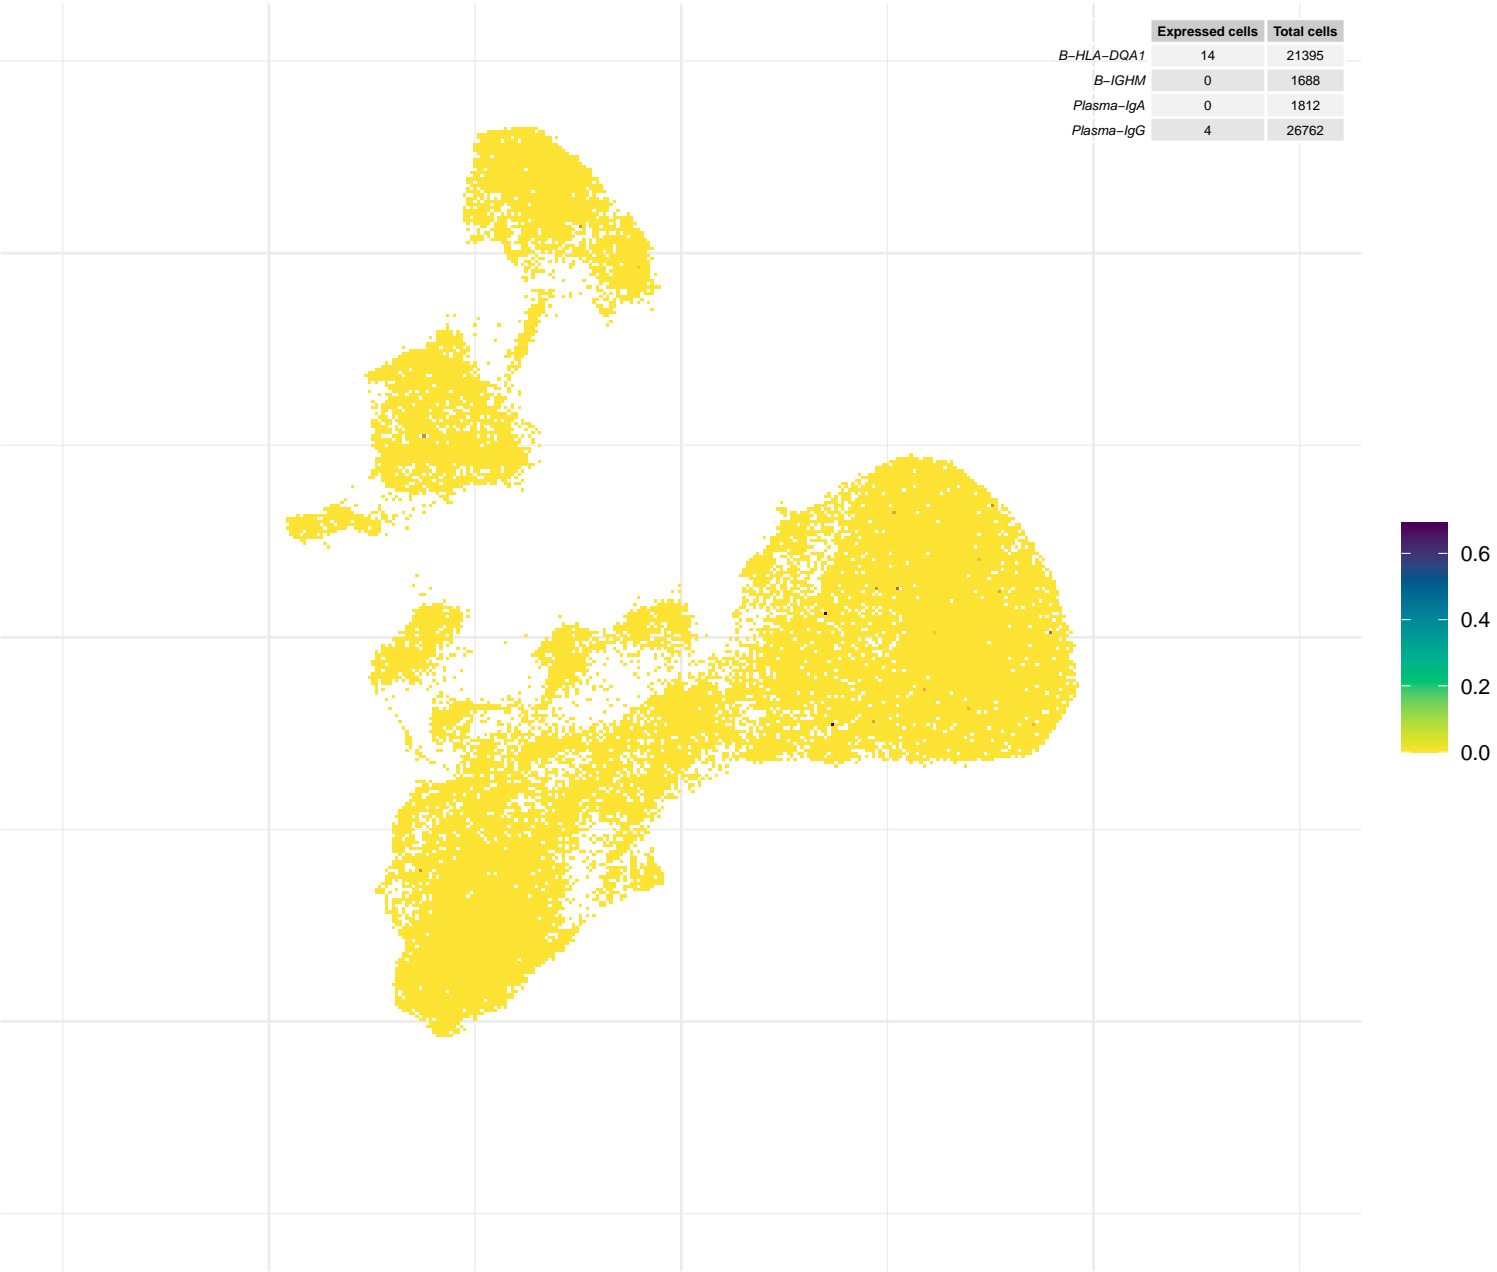 Expressed cells Total cells
B−HLA−DQA1 14 21395
B−IGHM 0 1688
Plasma−IgA 0 1812
Plasma−IgG 4 26762
0.6
0.4
0.2
0.0